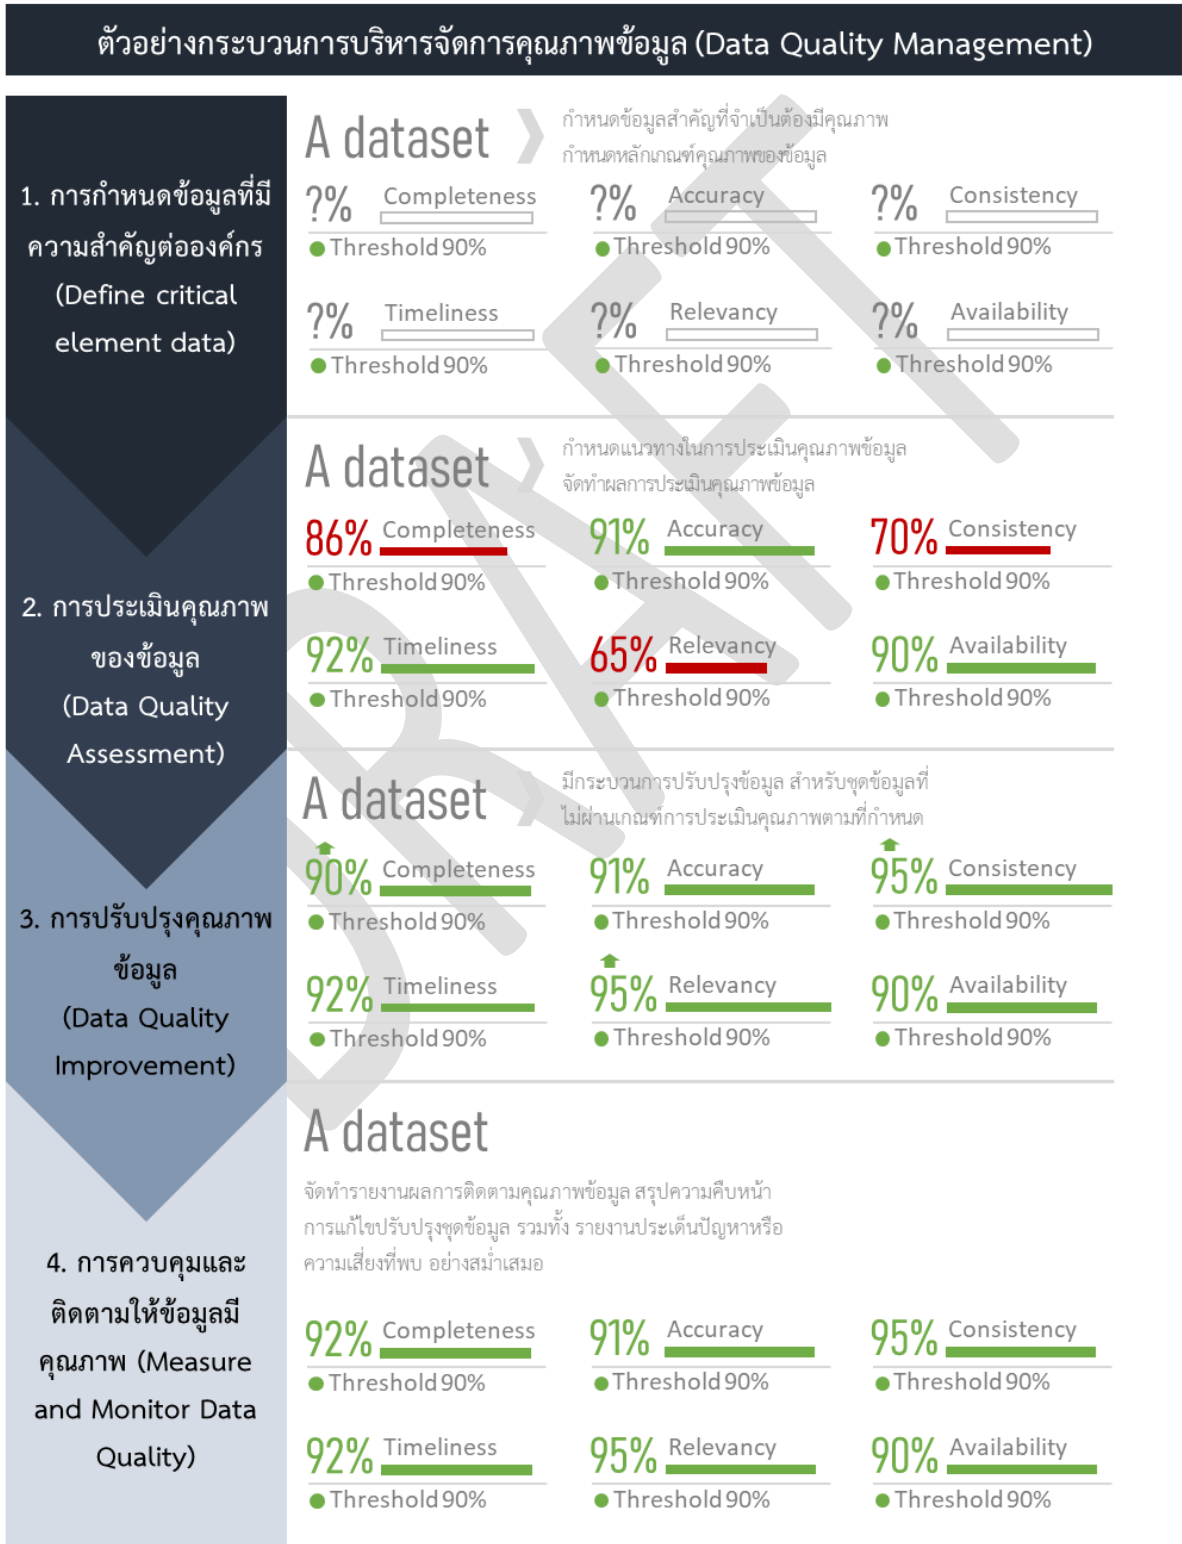 ตัวอย่างกระบวนการบริหารจัดการคุณภาพข้อมูล (Data Quality Management)
1. การกำหนดข้อมูลที่มี
ความสำคัญต่อองค์กร
(Define critical
element data)
A dataset
กำหนดข้อมูลสำคัญที่จำเป็นต้องมีคุณภาพ
กำหนดหลักเกณฑ์คุณภาพของข้อมูล
?% Completeness ?% Accuracy ?% Consistency
Threshold 90% Threshold 90% Threshold 90%
?% Timeliness ?% Relevancy ?% Availability
Threshold 90% Threshold 90% Threshold 90%
2. การประเมินคุณภาพ
ของข้อมูล
(Data Quality
Assessment)
A dataset
กำหนดแนวทางในการประเมินคุณภาพข้อมูล
จัดทำผลการประเมินคุณภาพข้อมูล
86% Completeness 91% Accuracy 70% Consistency
Threshold 90% Threshold 90% Threshold 90%
92% Timeliness 65% Relevancy 90% Availability
Threshold 90% Threshold 90% Threshold 90%
3. การปรับปรุงคุณภาพ
ข้อมูล
(Data Quality
Improvement)
A dataset
มีกระบวนการปรับปรุงข้อมูล สำหรับชุดข้อมูลที่
ไม่ผ่านเกณฑ์การประเมินคุณภาพตามที่กำหนด
90% Completeness 91% Accuracy 95% Consistency
Threshold 90% Threshold 90% Threshold 90%
92% Timeliness 95% Relevancy 90% Availability
Threshold 90% Threshold 90% Threshold 90%
4. การควบคุมและ
ติดตามให้ข้อมูลมี
คุณภาพ (Measure
and Monitor Data
Quality)
A dataset
จัดทำรายงานผลการติดตามคุณภาพข้อมูล สรุปความคืบหน้า
การแก้ไขปรับปรุงชุดข้อมูล รวมทั้ง รายงานประเด็นปัญหาหรือ
ความเสี่ยงที่พบ อย่างสม่ำเสมอ
92% Completeness 91% Accuracy 95% Consistency
Threshold 90% Threshold 90% Threshold 90%
92% Timeliness 95% Relevancy 90% Availability
Threshold 90% Threshold 90% Threshold 90%
DRAFT